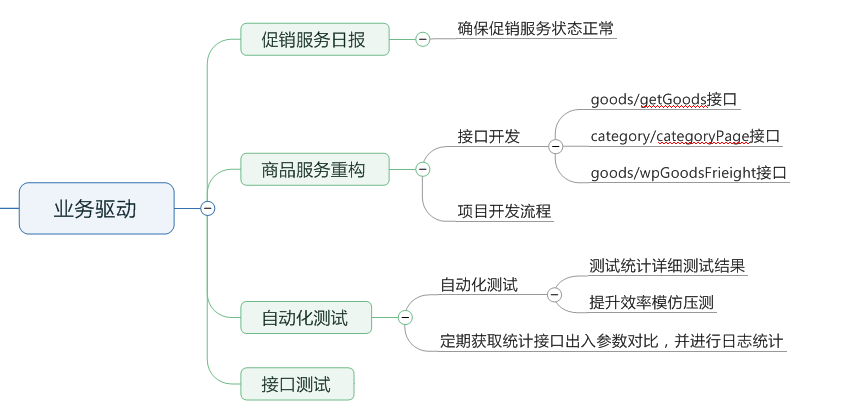 促销服务日报
确保促销服务状态正常
goods/getGoods接口
接口开发
category/categoryPage接口
商品服务重构
goods/wpGoodsFrieight接口
业务驱动
项目开发流程
测试统计详细测试结果
自动化测试
提升效率模仿压测
自动化测试
定期获取统计接口出入参数对比，并进行日志统计
接口测试